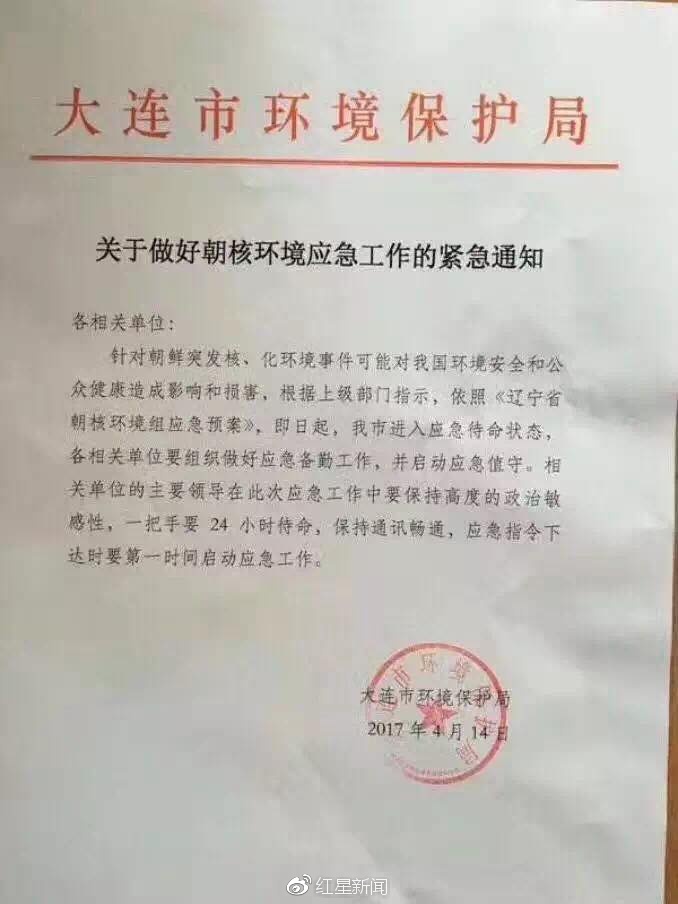 大连市环境保护局
关于做好朝核环境应急工作的紧急通知
各相关单位：
针对朝鲜突发核、化环境事件可能对我国环境安全和公
众健康造成影响和损害，根据上级部门指示，依照《辽宁省
朝核环境组应急预案》，即日起，我市进入应急待命状态，
各相关单位要组织做好应急备勤工作，并启动应急值守。相
关单位的主要领导在此次应急工作中要保持高度的政治敏
感性，一把手要 24 小时待命，保持通讯畅通，应急指令下
达时要第一时间启动应急工作。
大连市环境保护局
2017 年 4 月 14 日
红星新闻